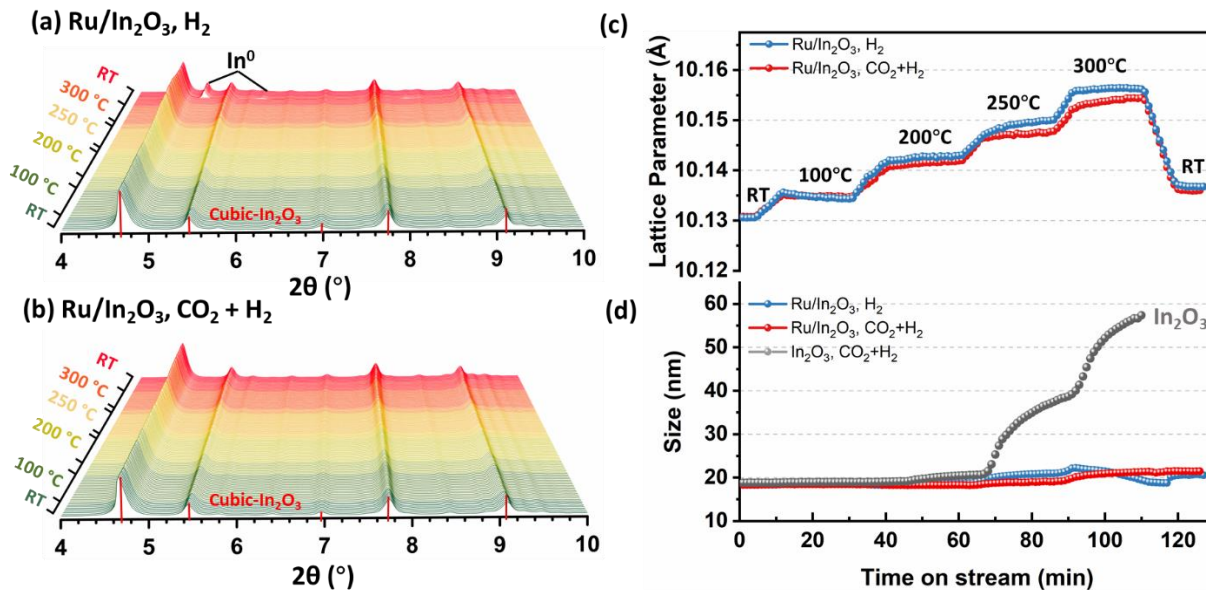 (a) Ru/In₂O₃, H₂
In⁰
RT
300 °C
250 °C
200 °C
100 °C
RT
Cubic-In₂O₃
4 5 6 7 8 9 10
2θ (°)
(b) Ru/In₂O₃, CO₂ + H₂
RT
300 °C
250 °C
200 °C
100 °C
RT
Cubic-In₂O₃
4 5 6 7 8 9 10
2θ (°)
(c)
Ru/In₂O₃, H₂
Ru/In₂O₃, CO₂+H₂
Lattice Parameter (Å)
10.16
10.15
10.14
10.13
10.12
RT
100°C
200°C
250°C
300°C
RT
(d)
Ru/In₂O₃, H₂
Ru/In₂O₃, CO₂+H₂
In₂O₃, CO₂+H₂
In₂O₃
Size (nm)
60
50
40
30
20
10
0 20 40 60 80 100 120
Time on stream (min)